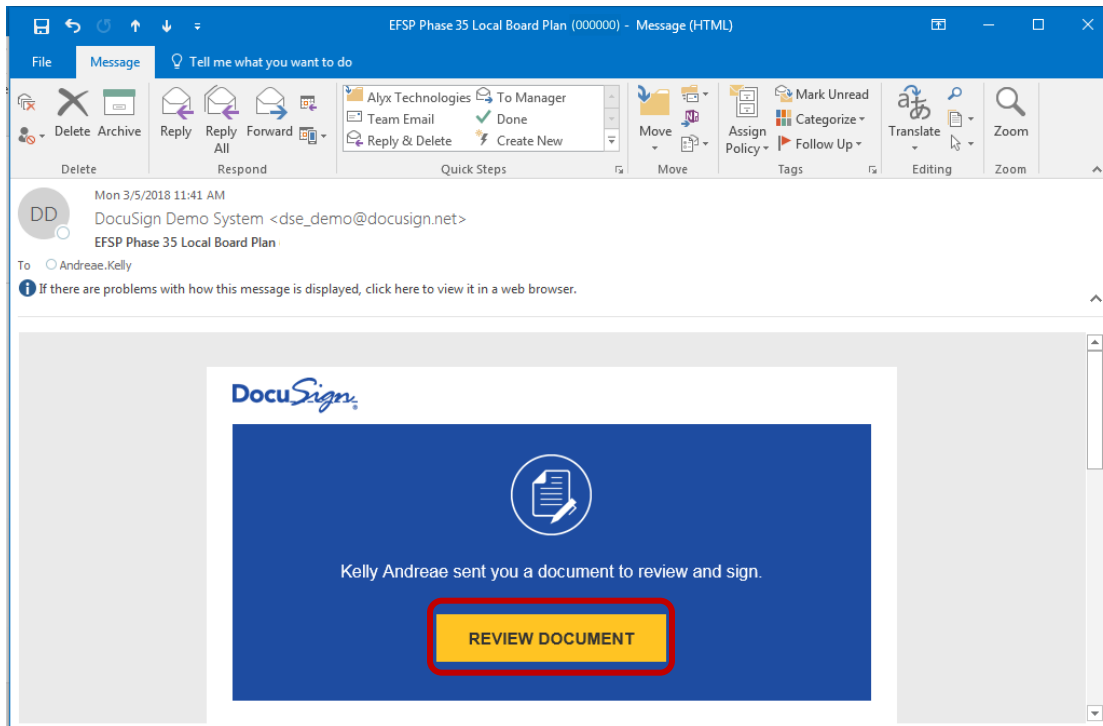 EFSP Phase 35 Local Board Plan (000000) - Message (HTML)
File Message Tell me what you want to do
Delete Archive
Reply Reply All Forward
Alyx Technologies To Manager
Team Email Done
Reply & Delete Create New
Move
Assign Policy
Mark Unread
Categorize
Follow Up
Translate
Zoom
Delete Respond Quick Steps Move Tags Editing Zoom
Mon 3/5/2018 11:41 AM
DD
DocuSign Demo System <dse_demo@docusign.net>
EFSP Phase 35 Local Board Plan
To Andreae.Kelly
If there are problems with how this message is displayed, click here to view it in a web browser.
DocuSign
Kelly Andreae sent you a document to review and sign.
REVIEW DOCUMENT